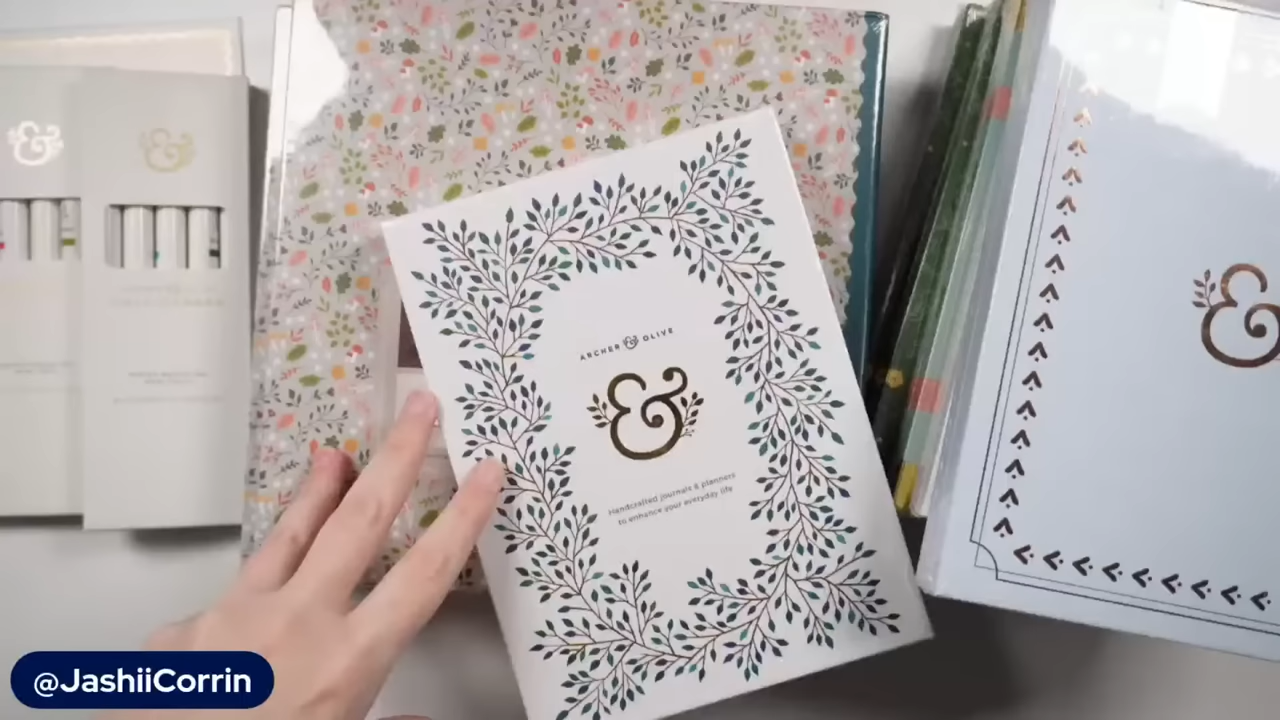 ARCHER & OLIVE
&
Handcrafted journals & planners
to enhance your everyday life
&
&
&
@JashiiCorrin